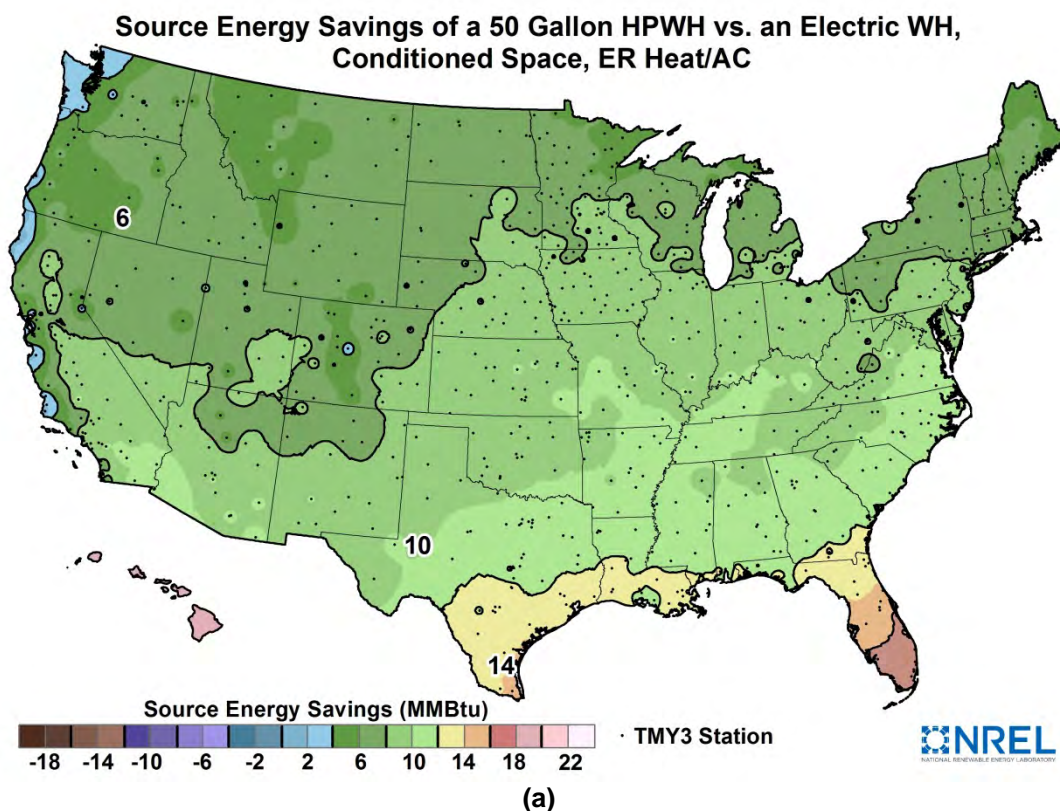 Source Energy Savings of a 50 Gallon HPWH vs. an Electric WH,
Conditioned Space, ER Heat/AC
6
10
14
Source Energy Savings (MMBtu)
-18 -14 -10 -6 -2 2 6 10 14 18 22
TMY3 Station
NREL
NATIONAL RENEWABLE ENERGY LABORATORY
(a)